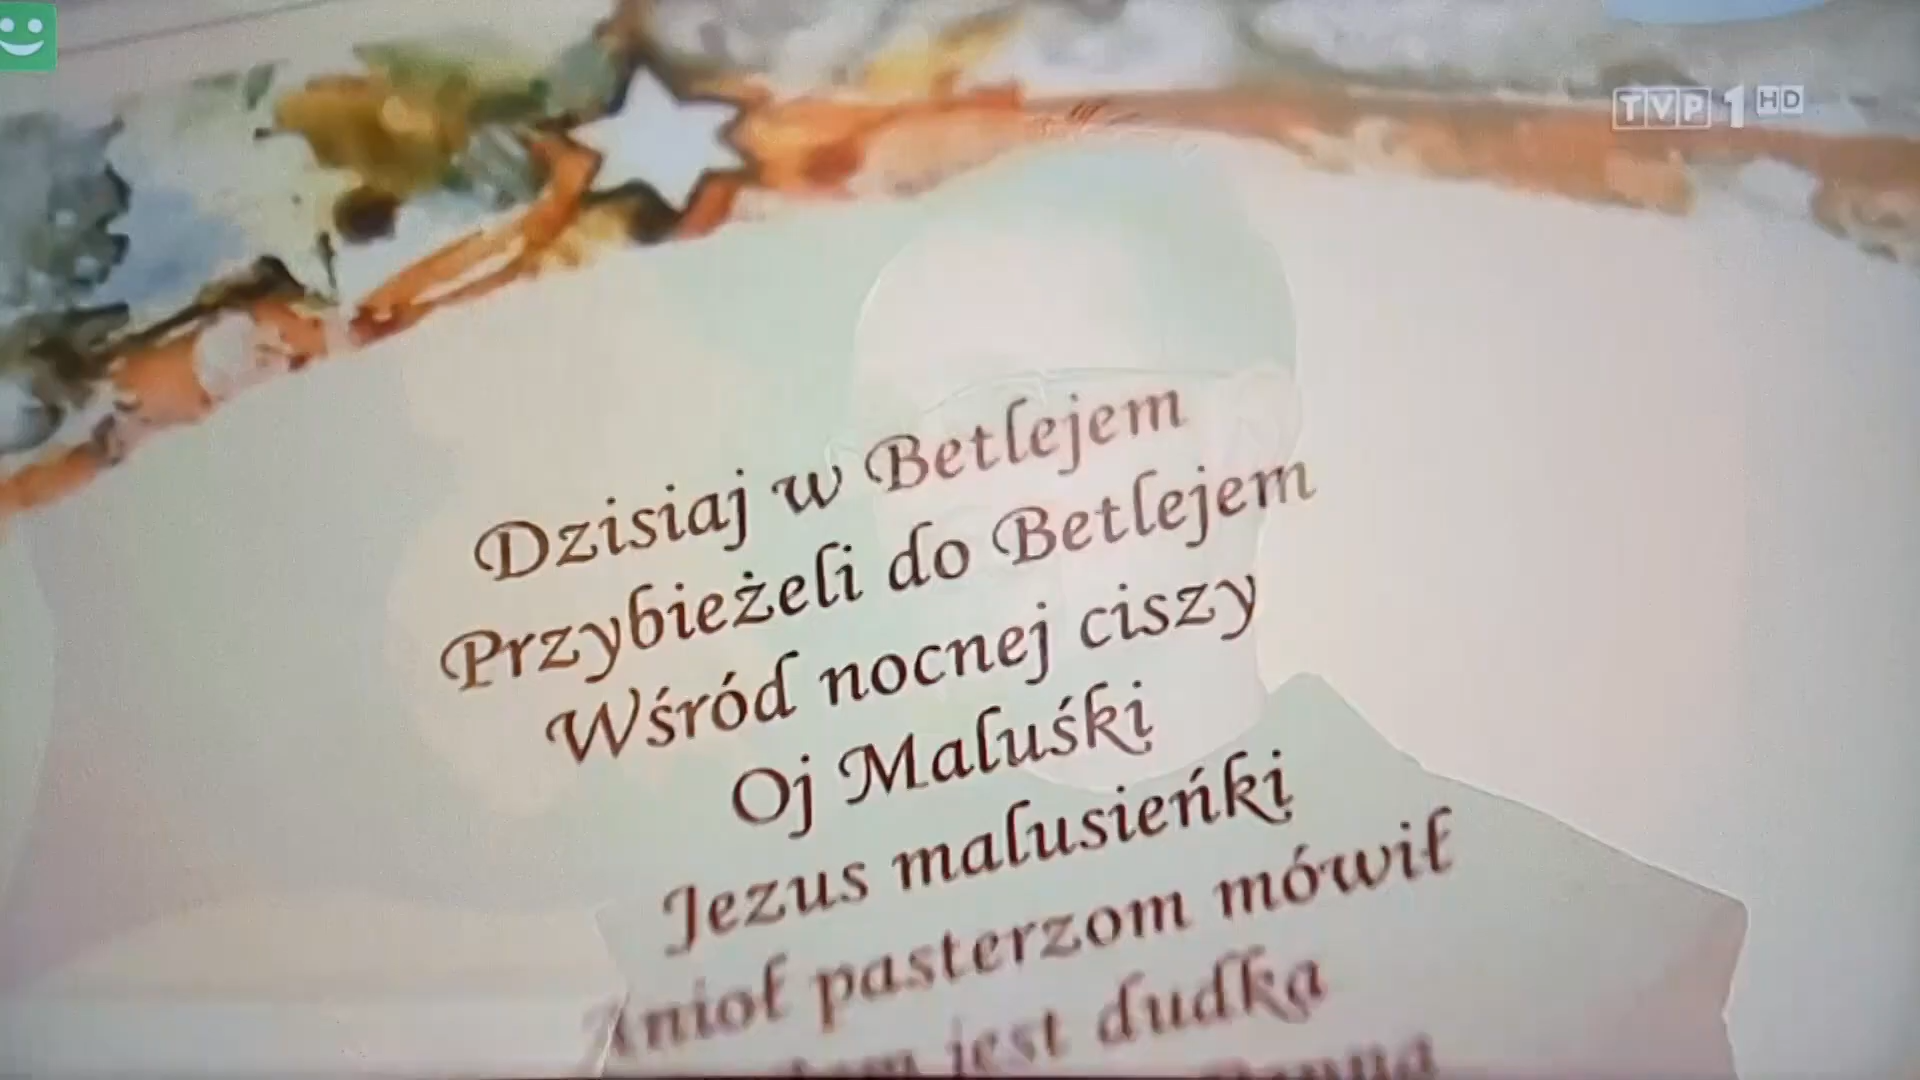 TVP 1 HD
Dzisiaj w Betlejem
Przybieżeli do Betlejem
Wśród nocnej ciszy
Oj Maluśki
Jezus malusieńki
Anioł pasterzom mówił
jest dudka
Panna